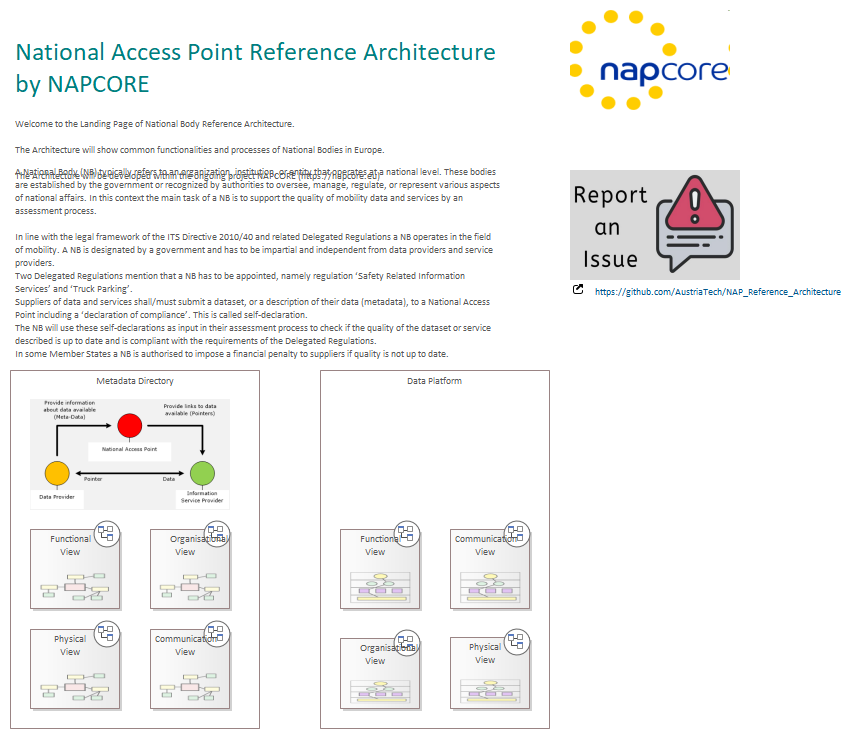 National Access Point Reference Architecture
by NAPCORE
napcore
Welcome to the Landing Page of National Body Reference Architecture.
The Architecture will show common functionalities and processes of National Bodies in Europe.
The Architecture will be developed within the ongoing project NAPCORE (https://napcore.eu)
A National Body (NB) typically refers to an organization, institution, or entity that operates at a national level. These bodies
are established by the government or recognized by authorities to oversee, manage, regulate, or represent various aspects
of national affairs. In this context the main task of a NB is to support the quality of mobility data and services by an
assessment process.
In line with the legal framework of the ITS Directive 2010/40 and related Delegated Regulations a NB operates in the field
of mobility. A NB is designated by a government and has to be impartial and independent from data providers and service
providers.
Two Delegated Regulations mention that a NB has to be appointed, namely regulation ‘Safety Related Information
Services’ and ‘Truck Parking’.
Suppliers of data and services shall/must submit a dataset, or a description of their data (metadata), to a National Access
Point including a ‘declaration of compliance’. This is called self-declaration.
The NB will use these self-declarations as input in their assessment process to check if the quality of the dataset or service
described is up to date and is compliant with the requirements of the Delegated Regulations.
In some Member States a NB is authorised to impose a financial penalty to suppliers if quality is not up to date.
Report
an
Issue
https://github.com/AustriaTech/NAP_Reference_Architecture
Metadata Directory
Provide information
about data available
(Meta-Data)
Provide links to data
available (Pointers)
National Access Point
Pointer
Data
Data Provider
Information
Service Provider
Functional
View
Organisational
View
Physical
View
Communication
View
Data Platform
Functional
View
Communication
View
Organisational
View
Physical
View